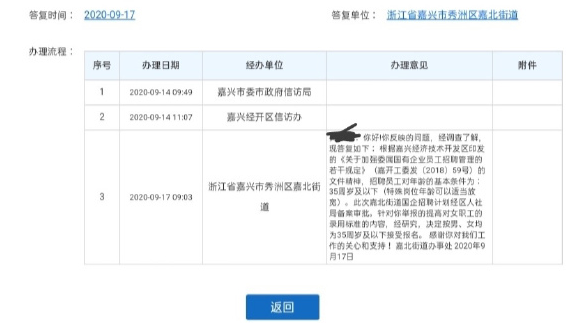 答复时间： 2020-09-17 答复单位： 浙江省嘉兴市秀洲区嘉北街道
办理流程：
序号 办理日期 经办单位 办理意见 附件
1 2020-09-14 09:49 嘉兴市委市政府信访局
2 2020-09-14 11:07 嘉兴经开区信访办
3 2020-09-17 09:03 浙江省嘉兴市秀洲区嘉北街道
，你好!你反映的问题，经调查了解，
现答复如下：根据嘉兴经济技术开发区印发
的《关于加强委属国有企业员工招聘管理的
若干规定》（嘉开工委发〔2018〕59号）的
文件精神，招聘员工对年龄的基本条件为：
35周岁及以下（特殊岗位年龄可以适当放
宽）。此次嘉北街道国企招聘计划经区人社
局备案审批。针对你举报的提高对女职工的
录用标准的内容，经研究，决定按男、女均
为35周岁及以下接受报名。 感谢你对我们工
作的关心和支持！ 嘉北街道办事处 2020年9
月17日
返回